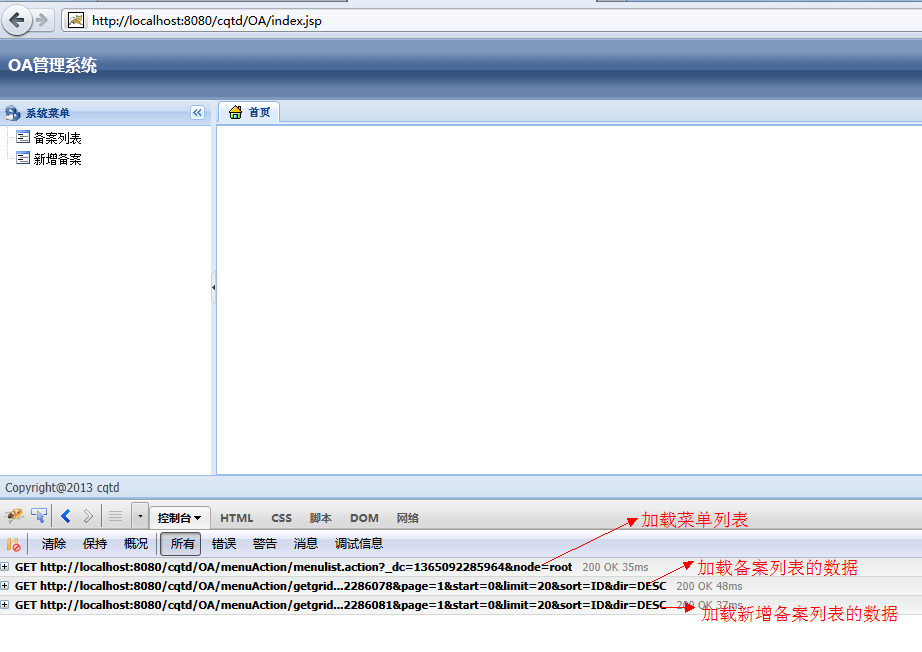 http://localhost:8080/cqtd/OA/index.jsp
OA管理系统
系统菜单
首页
备案列表
新增备案
Copyright@2013 cqtd
控制台 HTML CSS 脚本 DOM 网络
清除 保持 概况 所有 错误 警告 消息 调试信息
加载菜单列表
GET http://localhost:8080/cqtd/OA/menuAction/menulist.action?_dc=1365092285964&node=root 200 OK 35ms
加载备案列表的数据
GET http://localhost:8080/cqtd/OA/menuAction/getgrid...2286078&page=1&start=0&limit=20&sort=ID&dir=DESC 200 OK 48ms
GET http://localhost:8080/cqtd/OA/menuAction/getgrid...2286081&page=1&start=0&limit=20&sort=ID&dir=DESC 200 OK 37ms
加载新增备案列表的数据